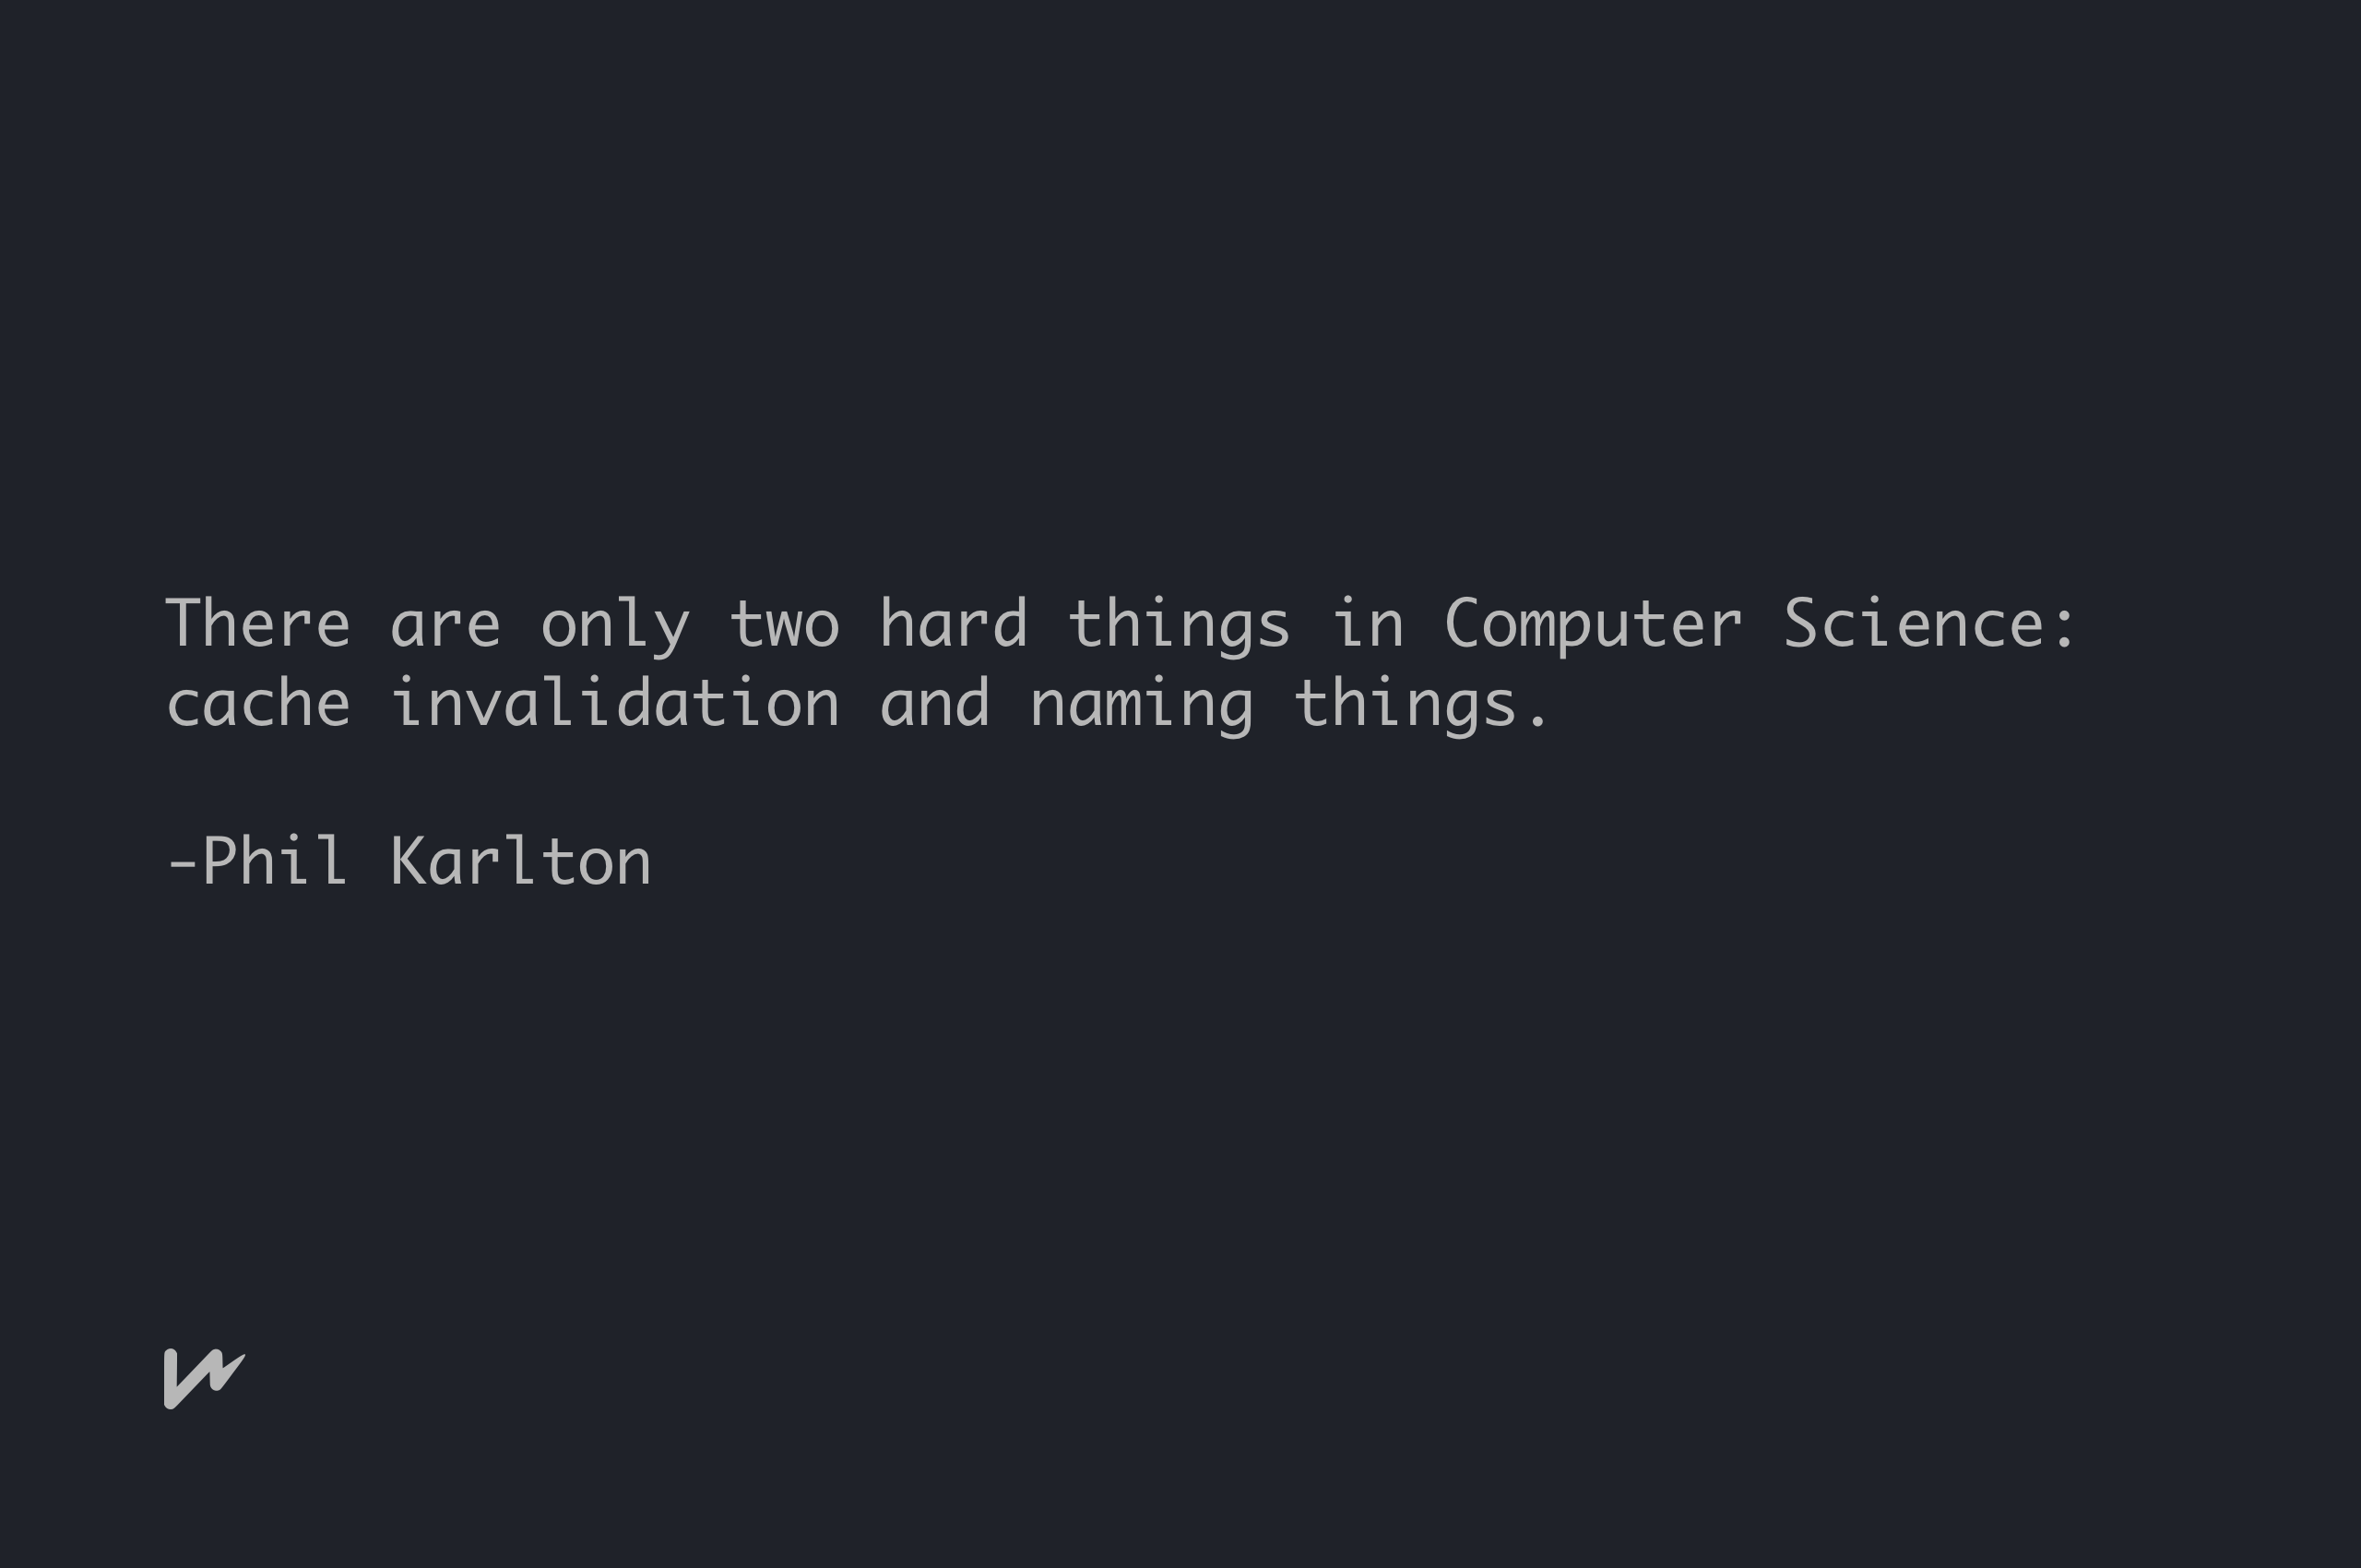 There are only two hard things in Computer Science:
cache invalidation and naming things.
-Phil Karlton